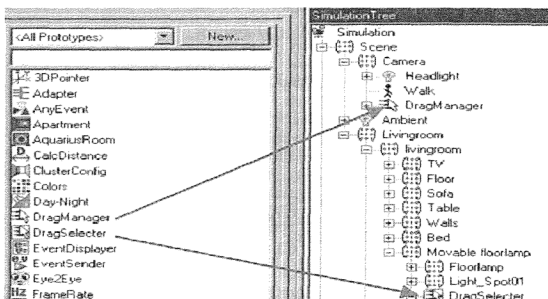 <All Prototypes>
New...
3DPointer
Adapter
AnyEvent
Apartment
AquariusRoom
CalcDistance
ClusterConfig
Colors
Day-Night
DragManager
DragSelecter
EventDisplayer
EventSender
Eye2Eye
FrameRate
SimulationTree
Simulation
Scene
Camera
Headlight
Walk
DragManager
Ambient
Livingroom
livingroom
TV
Floor
Sofa
Table
Walls
Bed
Movable floorlamp
Floorlamp
Light_Spot01
DragSelecter